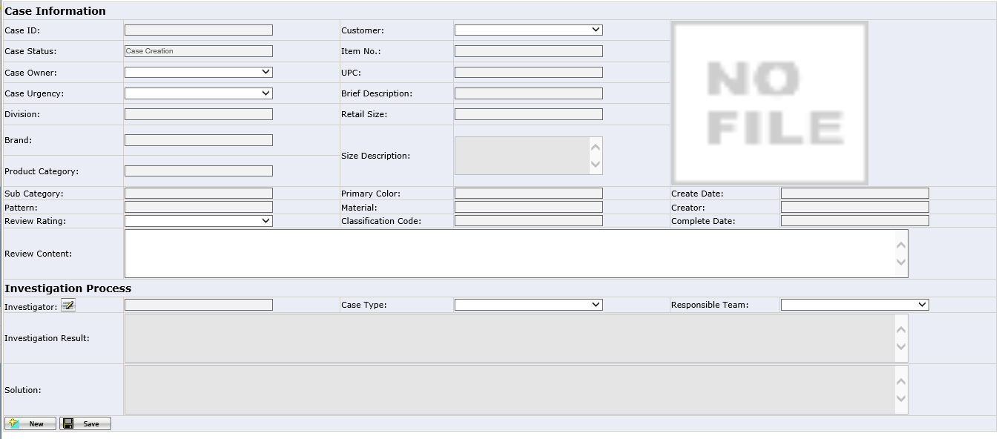 Case Information
Case ID: Customer:
Case Status: Case Creation Item No.:
Case Owner: UPC:
Case Urgency: Brief Description:
Division: Retail Size:
Brand:
Size Description:
Product Category:
NO
FILE
Sub Category: Primary Color: Create Date:
Pattern: Material: Creator:
Review Rating: Classification Code: Complete Date:
Review Content:
Investigation Process
Investigator: Case Type: Responsible Team:
Investigation Result:
Solution:
New Save